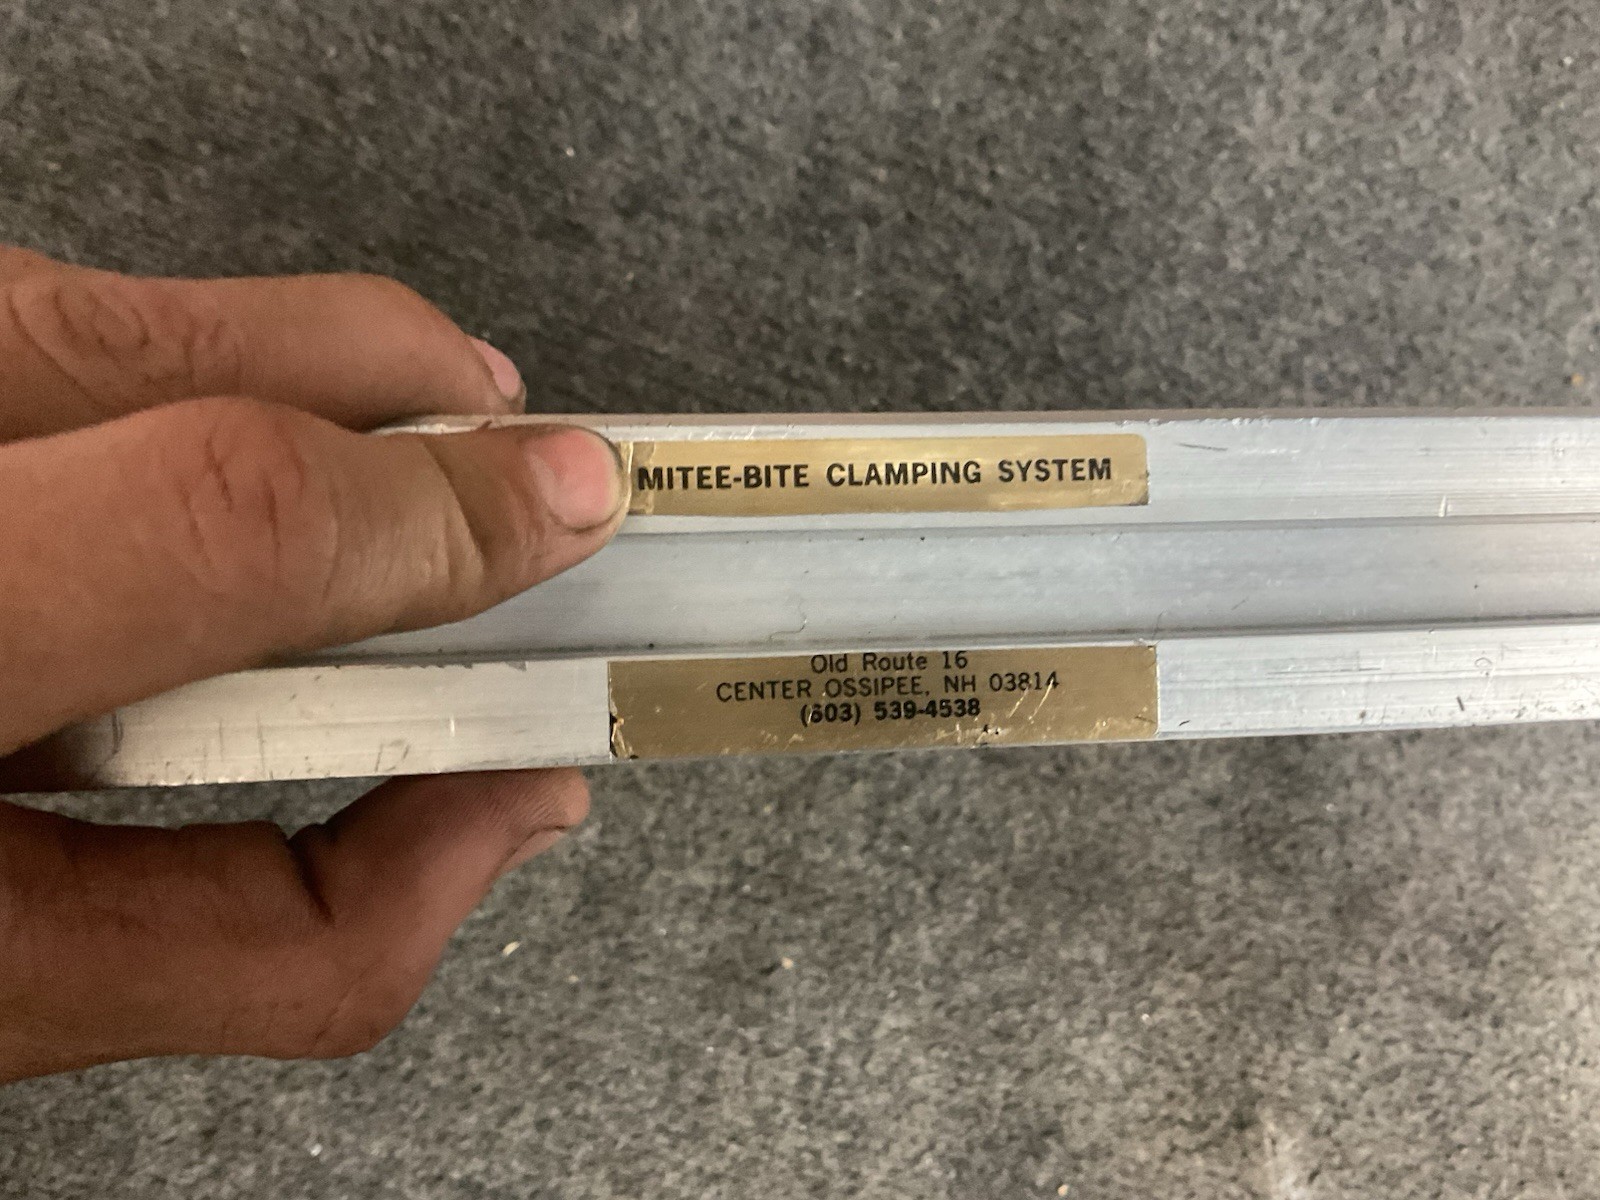 MITEE-BITE CLAMPING SYSTEM
Old Route 16
CENTER OSSIPEE, NH 03814
(603) 539-4538